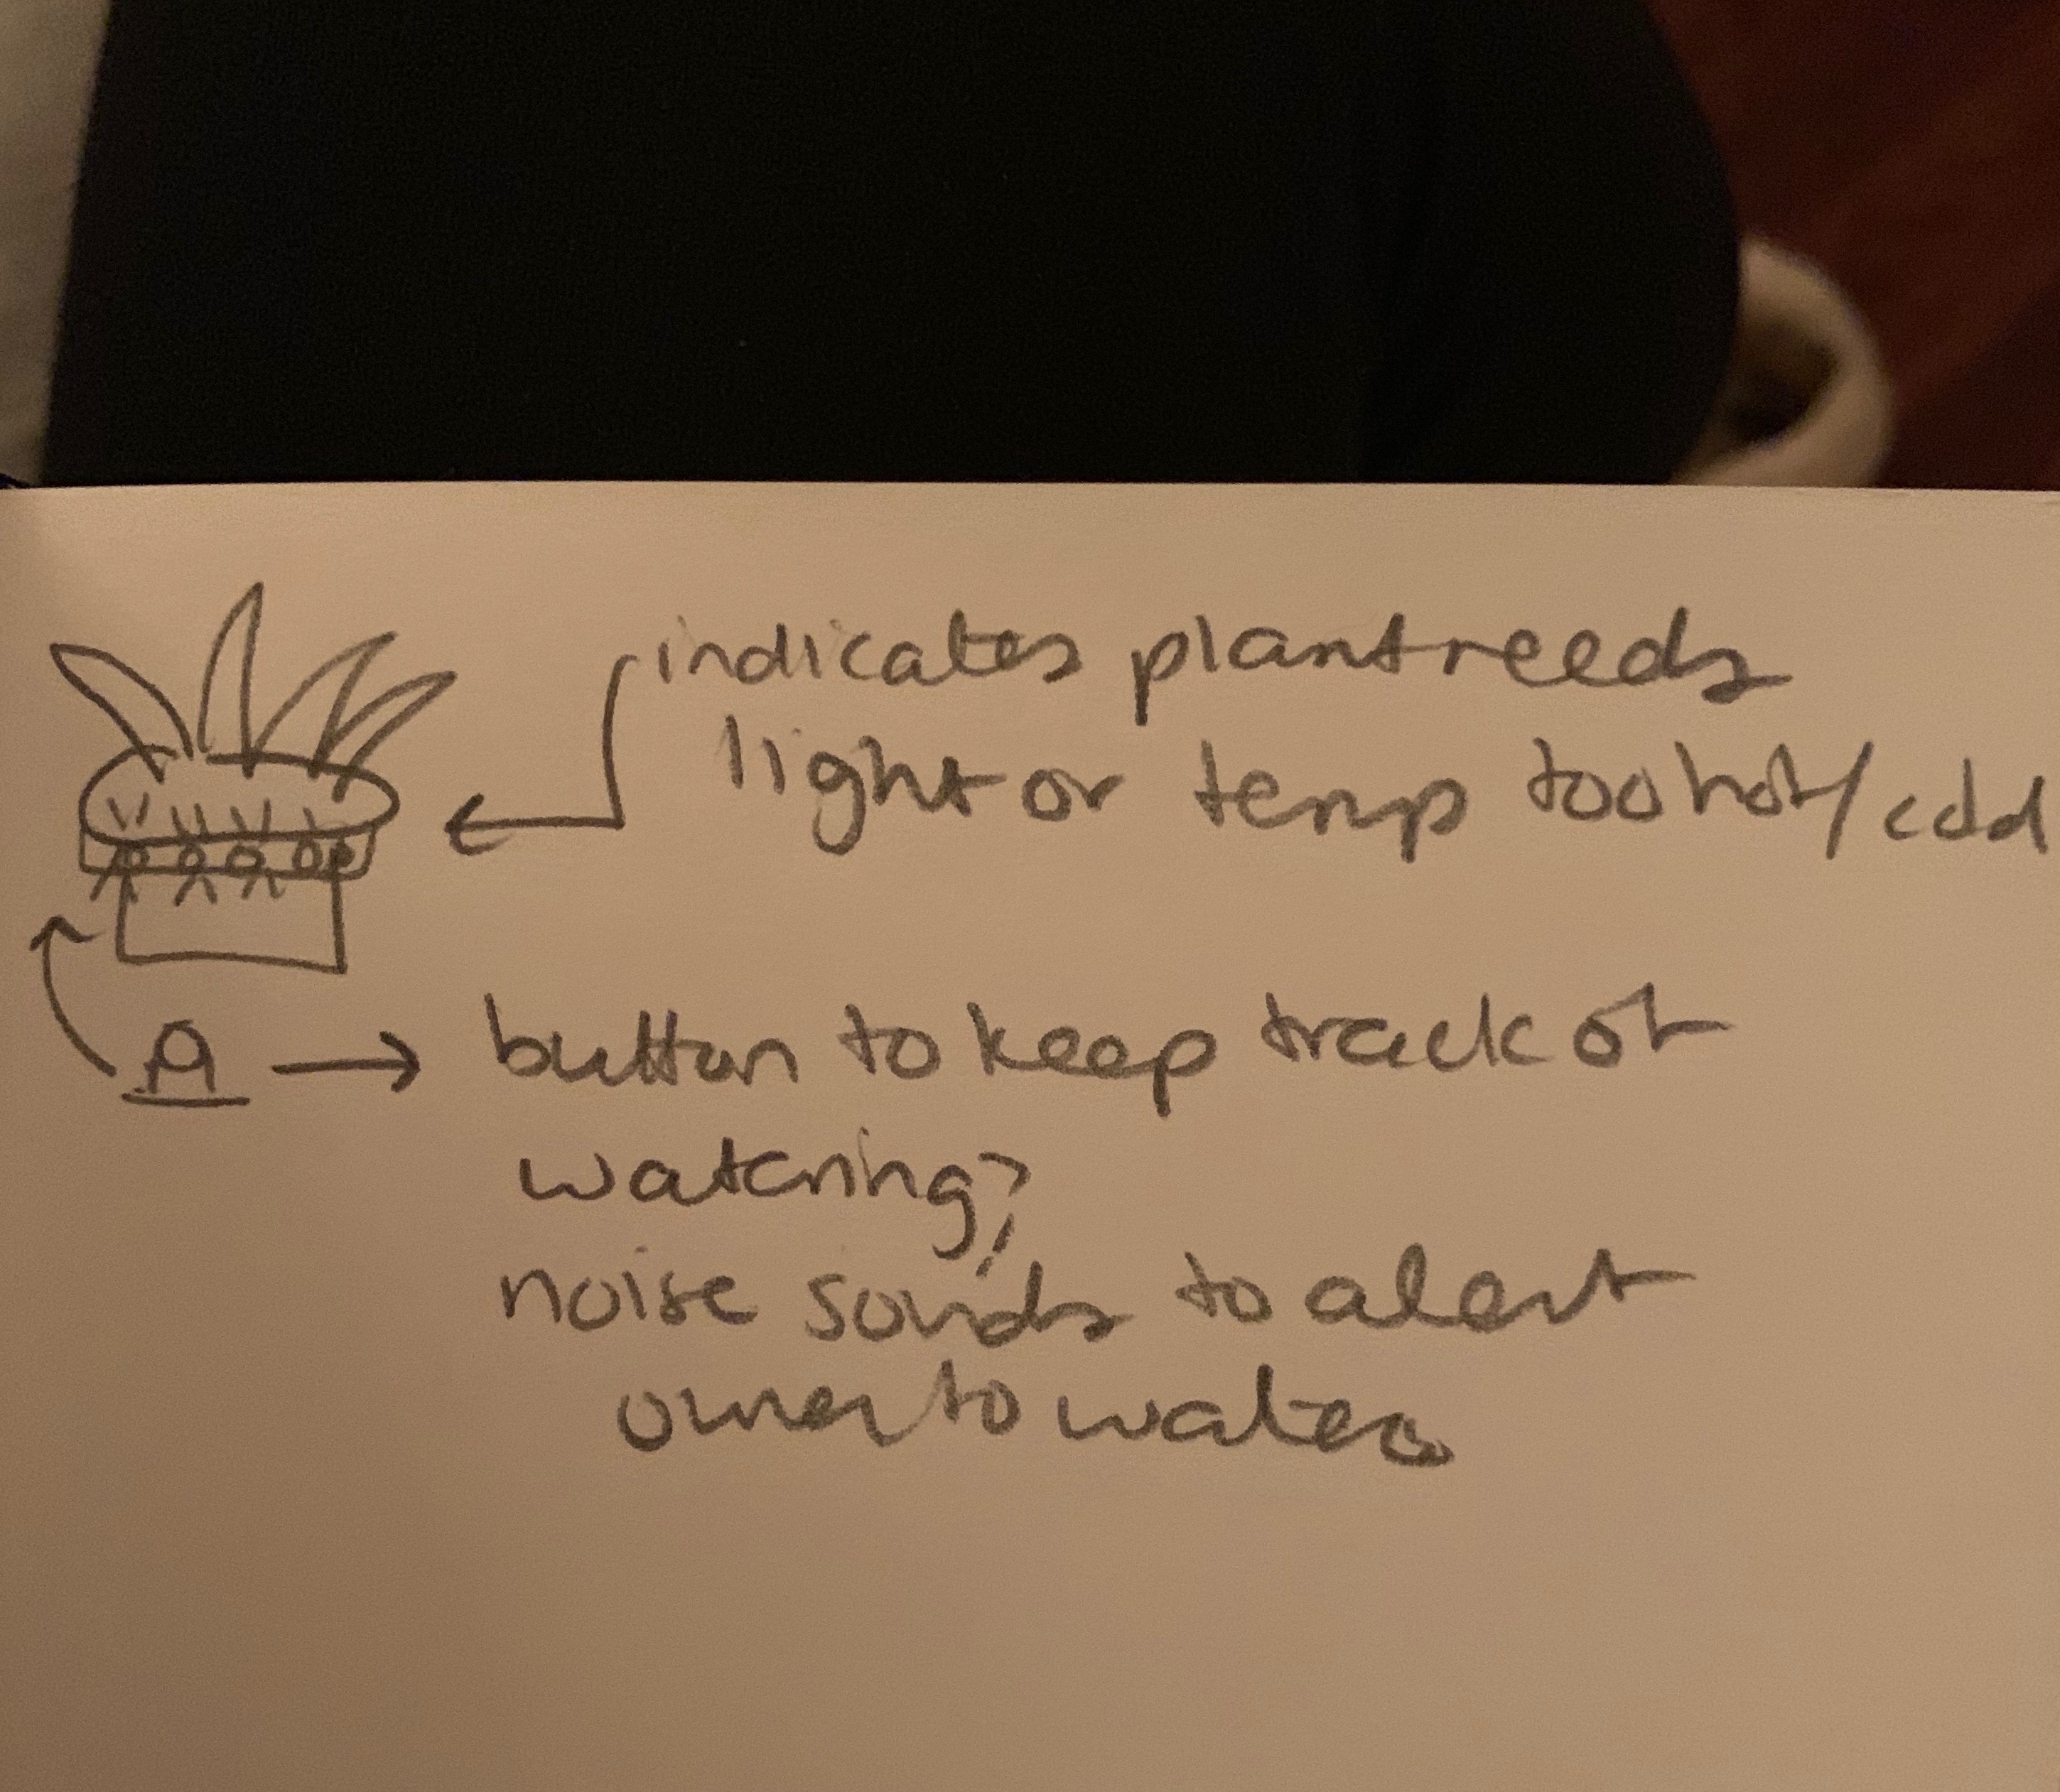 indicates plant needs
light or temp too hot/cold
button to keep track of
watering?
noise sounds to alert
owner to water